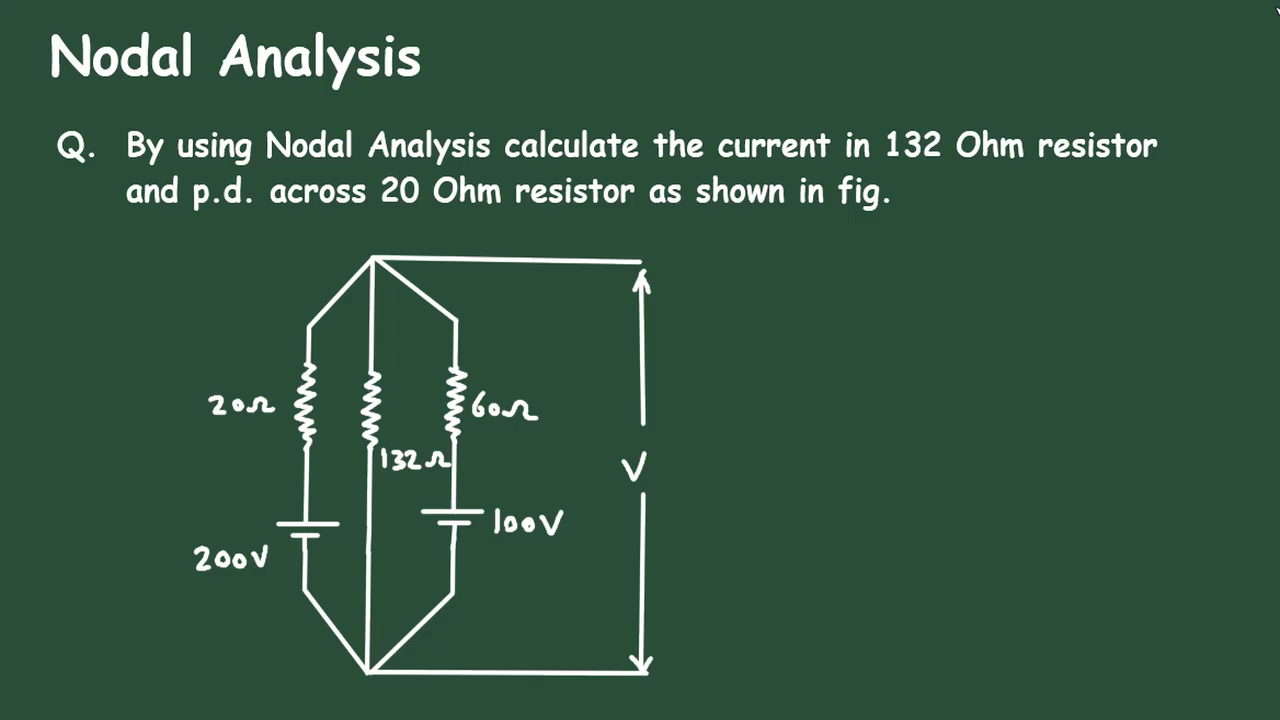 Nodal Analysis
Q. By using Nodal Analysis calculate the current in 132 Ohm resistor
and p.d. across 20 Ohm resistor as shown in fig.
20Ω
60Ω
132Ω
V
200V
100V